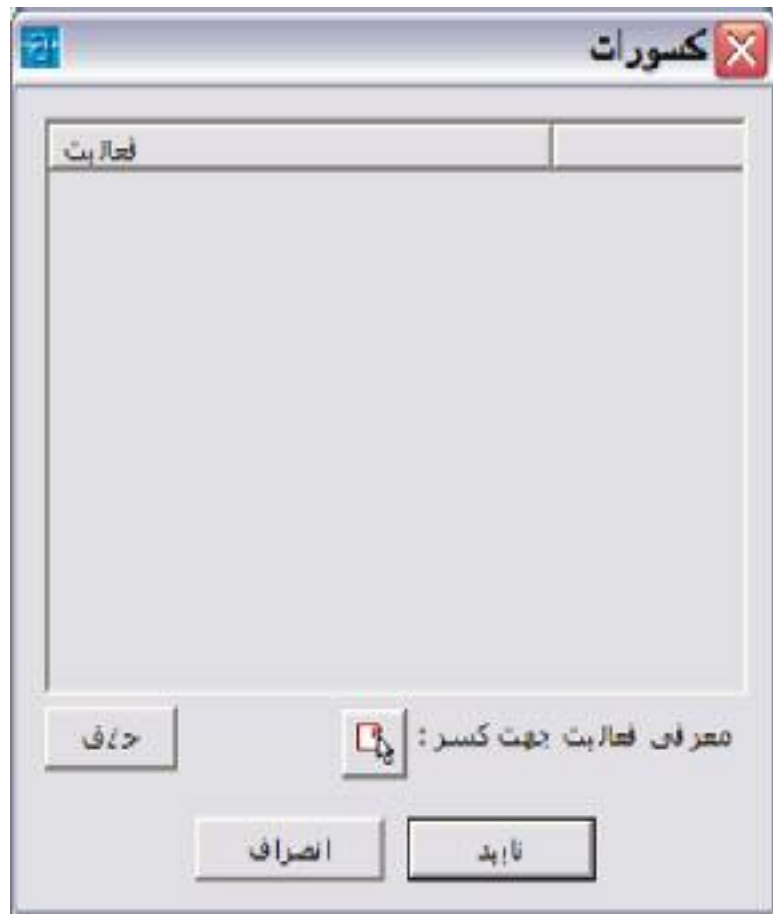 کسورات
فعالیت
معرفی فعالیت جهت کسر :
حذف
تایید
انصراف